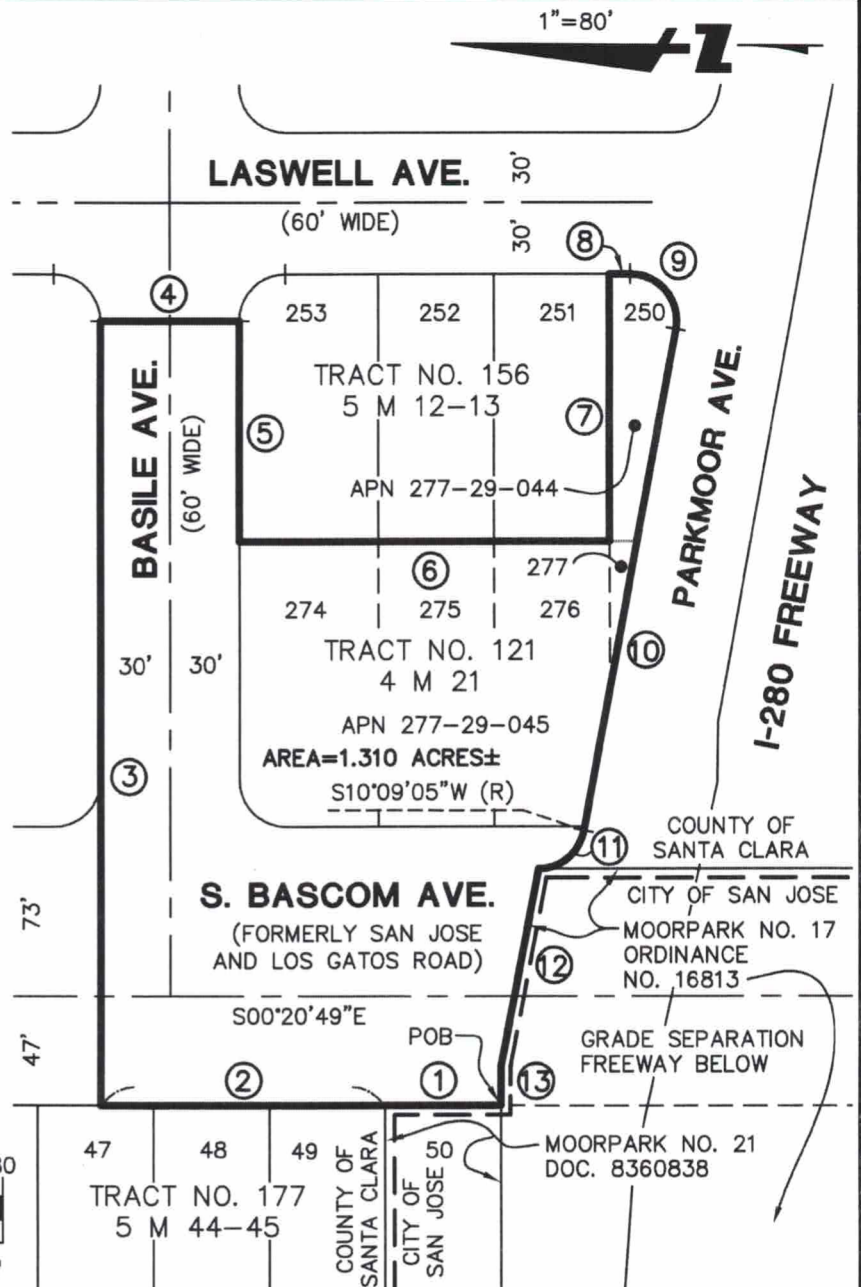 1"=80'
Z
LASWELL AVE.
30'
(60' WIDE)
30'
8
9
4
253
252
251
250
TRACT NO. 156
5 M 12-13
BASILE AVE.
(60' WIDE)
5
7
APN 277-29-044
PARKMOOR AVE.
I-280 FREEWAY
6
277
274
275
276
TRACT NO. 121
4 M 21
30'
30'
10
APN 277-29-045
AREA=1.310 ACRES±
S10°09'05"W (R)
3
11
COUNTY OF
SANTA CLARA
CITY OF SAN JOSE
73'
S. BASCOM AVE.
(FORMERLY SAN JOSE
AND LOS GATOS ROAD)
MOORPARK NO. 17
ORDINANCE
NO. 16813
12
S00°20'49"E
47'
POB
GRADE SEPARATION
FREEWAY BELOW
2
1
13
47
48
49
50
MOORPARK NO. 21
DOC. 8360838
TRACT NO. 177
5 M 44-45
COUNTY OF
SANTA CLARA
CITY OF
SAN JOSE